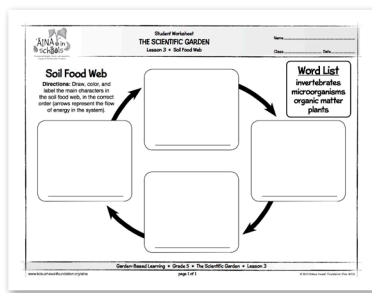 ʻĀINA in schools
Student Worksheet
THE SCIENTIFIC GARDEN
Lesson 3 • Soil Food Web
Name
Class Date
Soil Food Web
Directions: Draw, color, and
label the main characters in
the soil food web, in the correct
order (arrows represent the flow
of energy in the system).
Word List
invertebrates
microorganisms
organic matter
plants
Garden-Based Learning • Grade 5 • The Scientific Garden • Lesson 3
page 1 of 1